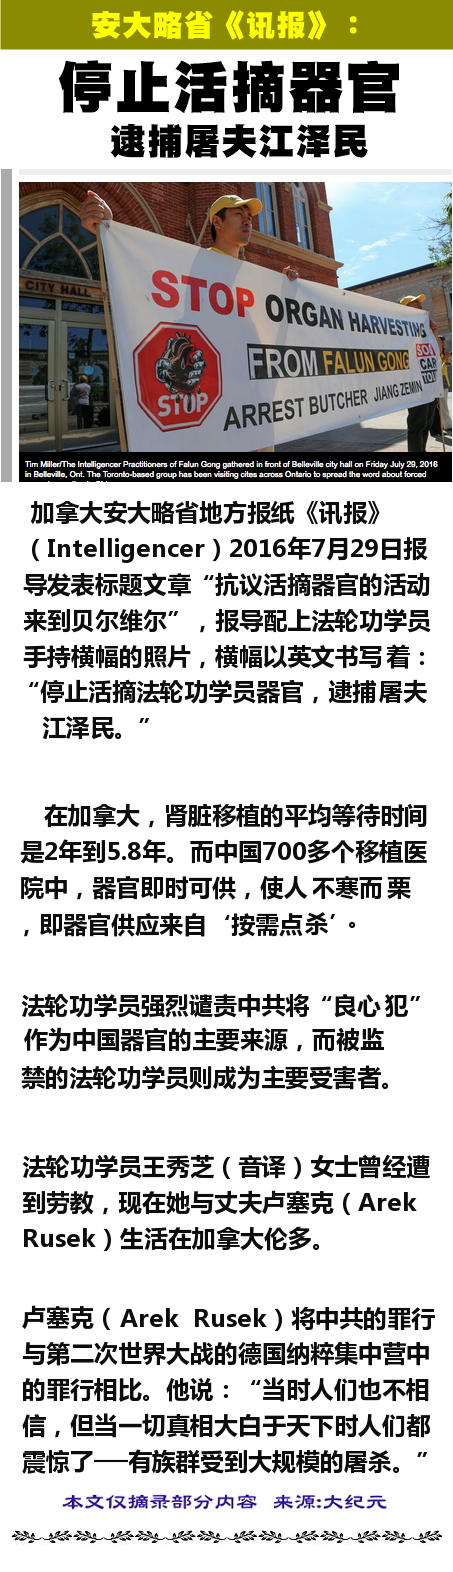 安大略省《讯报》：
停止活摘器官
逮捕屠夫江泽民
CITY HALL
STOP ORGAN HARVESTING
FROM FALUN GONG
STOP
ARREST BUTCHER JIANG ZEMIN
Tim Miller/The Intelligencer Practitioners of Falun Gong gathered in front of Belleville city hall on Friday July 29, 2016
in Belleville, Ont. The Toronto-based group has been visiting cites across Ontario to spread the word about forced
加拿大安大略省地方报纸《讯报》
（Intelligencer）2016年7月29日报
导发表标题文章“抗议活摘器官的活动
来到贝尔维尔”，报导配上法轮功学员
手持横幅的照片，横幅以英文书写着：
“停止活摘法轮功学员器官，逮捕屠夫
江泽民。”
在加拿大，肾脏移植的平均等待时间
是2年到5.8年。而中国700多个移植医
院中，器官即时可供，使人不寒而栗
，即器官供应来自‘按需点杀’。
法轮功学员强烈谴责中共将“良心犯”
作为中国器官的主要来源，而被监
禁的法轮功学员则成为主要受害者。
法轮功学员王秀芝（音译）女士曾经遭
到劳教，现在她与丈夫卢塞克（Arek
Rusek）生活在加拿大伦多。
卢塞克（Arek Rusek）将中共的罪行
与第二次世界大战的德国纳粹集中营中
的罪行相比。他说：“当时人们也不相
信，但当一切真相大白于天下时人们都
震惊了──有族群受到大规模的屠杀。”
本文仅摘录部分内容 来源:大纪元